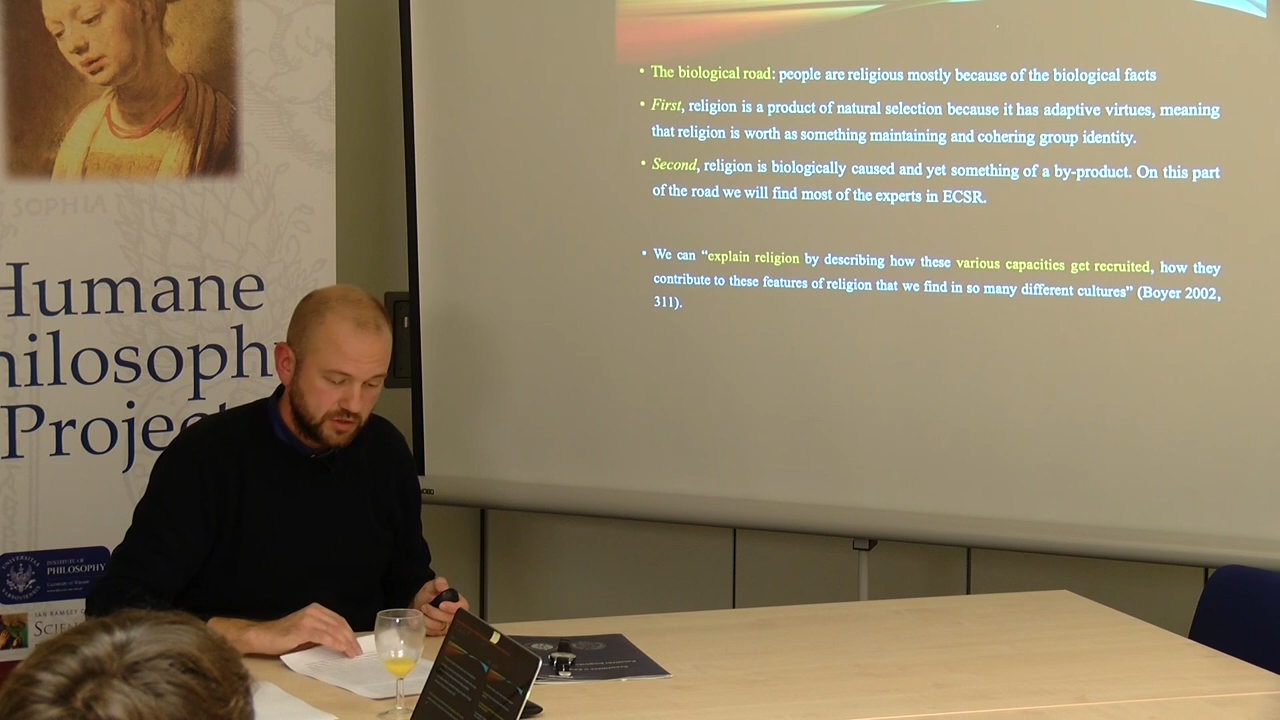 • The biological road: people are religious mostly because of the biological facts
• First, religion is a product of natural selection because it has adaptive virtues, meaning
that religion is worth as something maintaining and cohering group identity.
• Second, religion is biologically caused and yet something of a by-product. On this part
of the road we will find most of the experts in ECSR.
• We can “explain religion by describing how these various capacities get recruited, how they
contribute to these features of religion that we find in so many different cultures” (Boyer 2002,
311).
SOPHIA
Humane
hilosophy
Project
INSTITUTE OF
PHILOSOPHY
IAN RAMSEY C
SCIEN